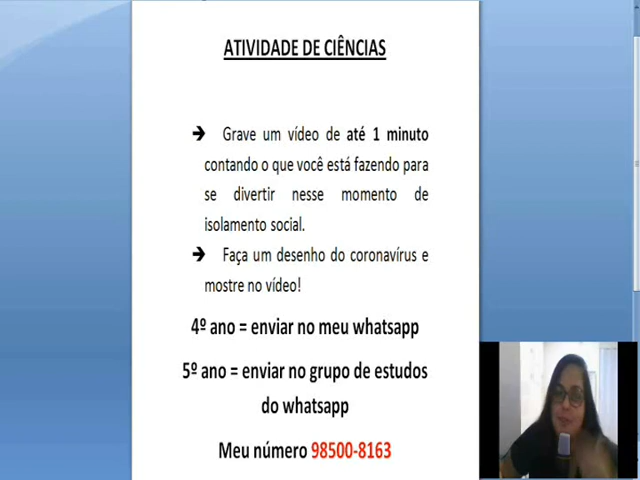 ATIVIDADE DE CIÊNCIAS
➔ Grave um vídeo de até 1 minuto
contando o que você está fazendo para
se divertir nesse momento de
isolamento social.
➔ Faça um desenho do coronavírus e
mostre no vídeo!
4º ano = enviar no meu whatsapp
5º ano = enviar no grupo de estudos
do whatsapp
Meu número 98500-8163